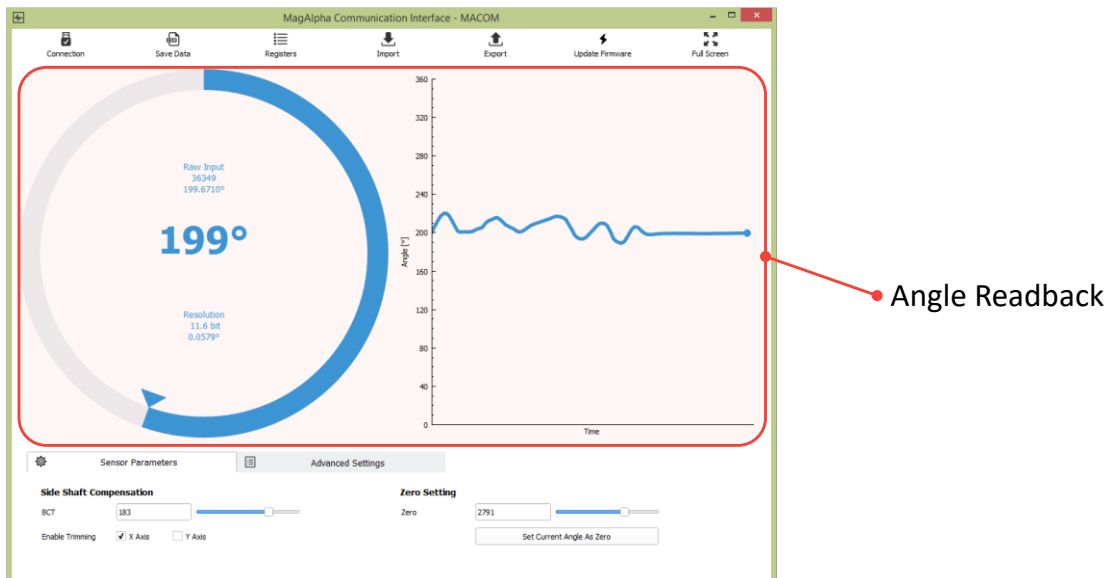 MagAlpha Communication Interface - MACOM
Connection Save Data Registers Import Export Update Firmware Full Screen
Raw Input
36349
199.6710°
199°
Resolution
11.6 bit
0.0579°
360
320
280
240
200
160
120
80
40
0
Angle [°]
Time
Angle Readback
Sensor Parameters Advanced Settings
Side Shaft Compensation Zero Setting
BCT 183 Zero 2791
Enable Trimming X Axis Y Axis Set Current Angle As Zero